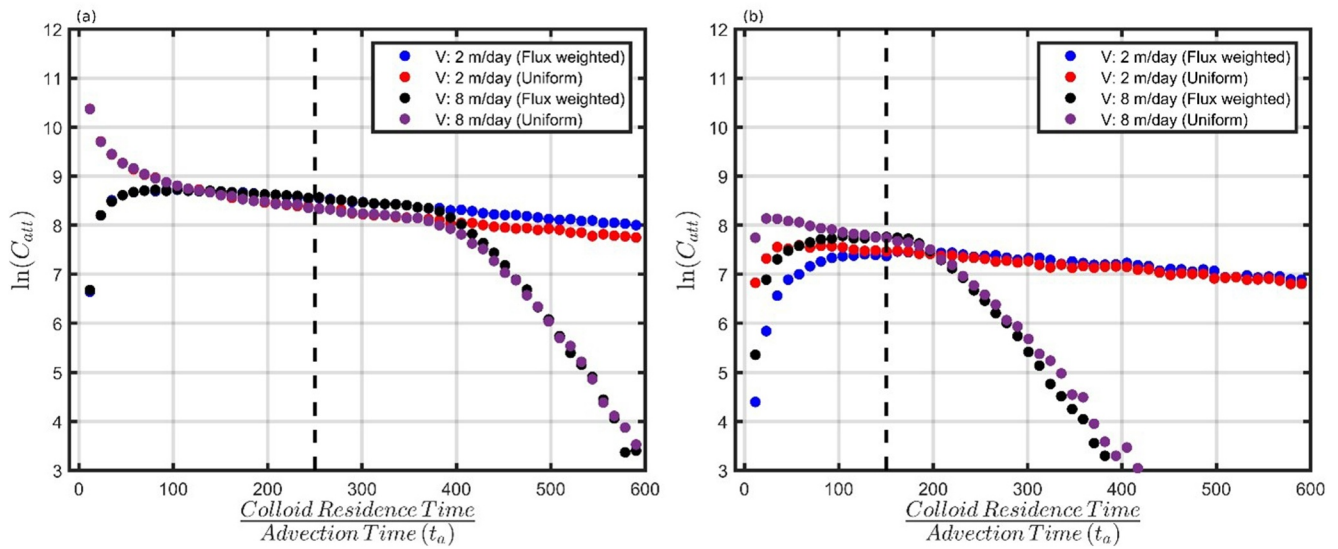 (a)
12
11
10
9
8
7
6
5
4
3
ln(C_att)
V: 2 m/day (Flux weighted)
V: 2 m/day (Uniform)
V: 8 m/day (Flux weighted)
V: 8 m/day (Uniform)
0 100 200 300 400 500 600
Colloid Residence Time
Advection Time (t_a)
(b)
12
11
10
9
8
7
6
5
4
3
ln(C_att)
V: 2 m/day (Flux weighted)
V: 2 m/day (Uniform)
V: 8 m/day (Flux weighted)
V: 8 m/day (Uniform)
0 100 200 300 400 500 600
Colloid Residence Time
Advection Time (t_a)